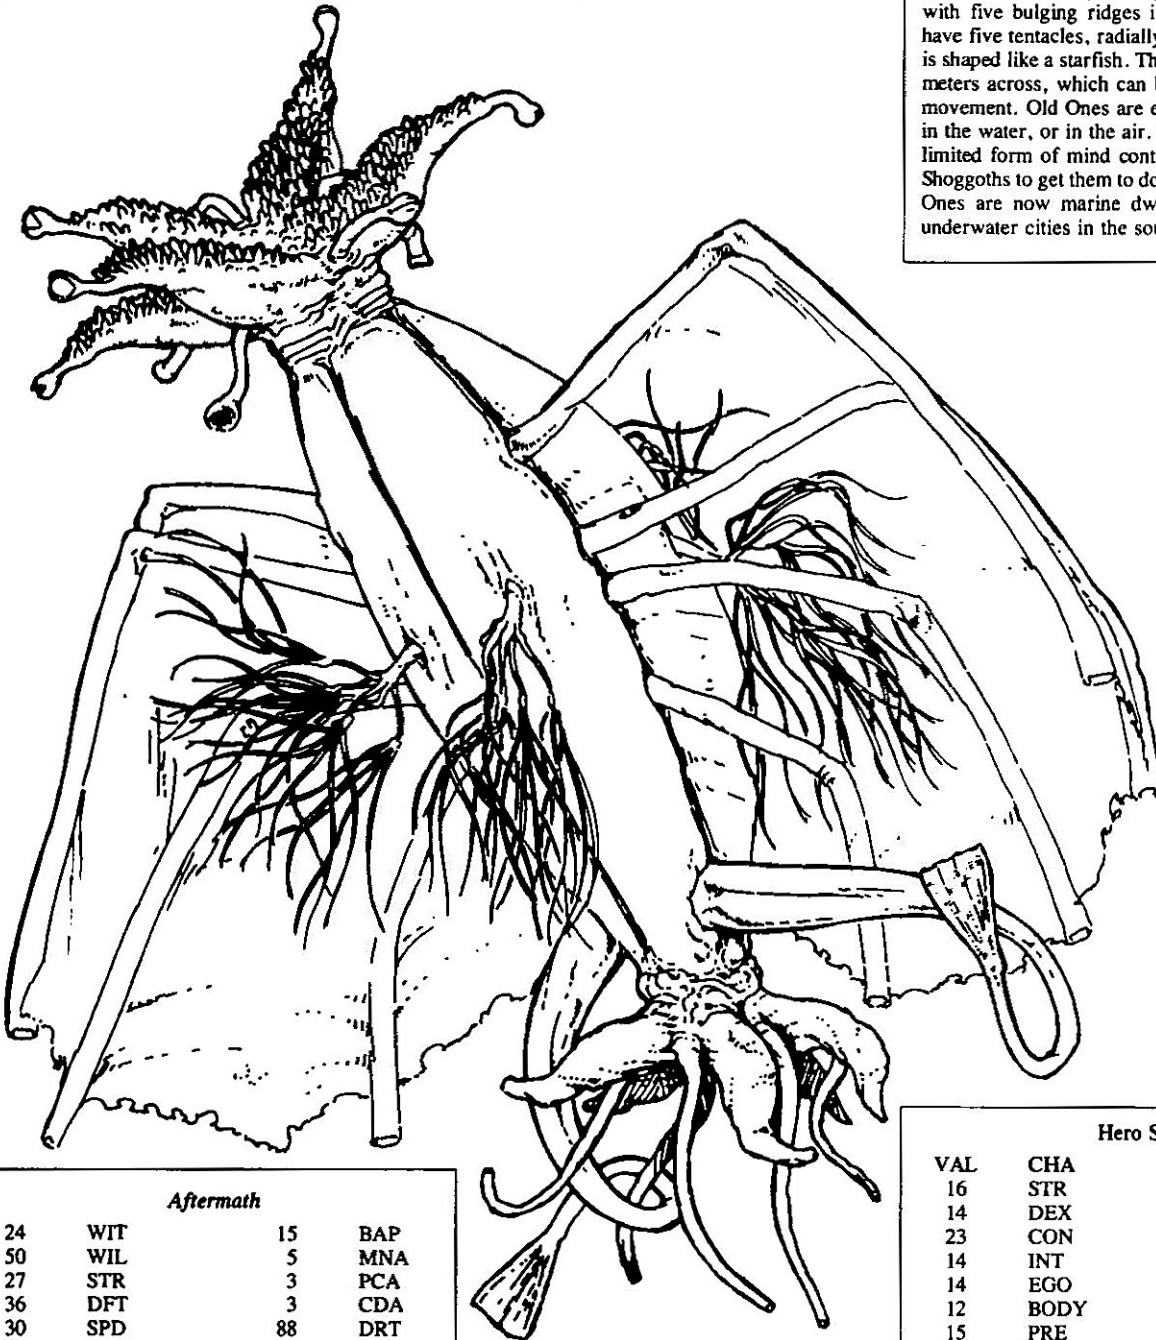 with five bulging ridges i
have five tentacles, radially
is shaped like a starfish. Th
meters across, which can b
movement. Old Ones are e
in the water, or in the air.
limited form of mind cont
Shoggoths to get them to do
Ones are now marine dw
underwater cities in the sou
Aftermath
24 WIT 15 BAP
50 WIL 5 MNA
27 STR 3 PCA
36 DFT 3 CDA
30 SPD 88 DRT
Hero S
VAL CHA
16 STR
14 DEX
23 CON
14 INT
14 EGO
12 BODY
15 PRE